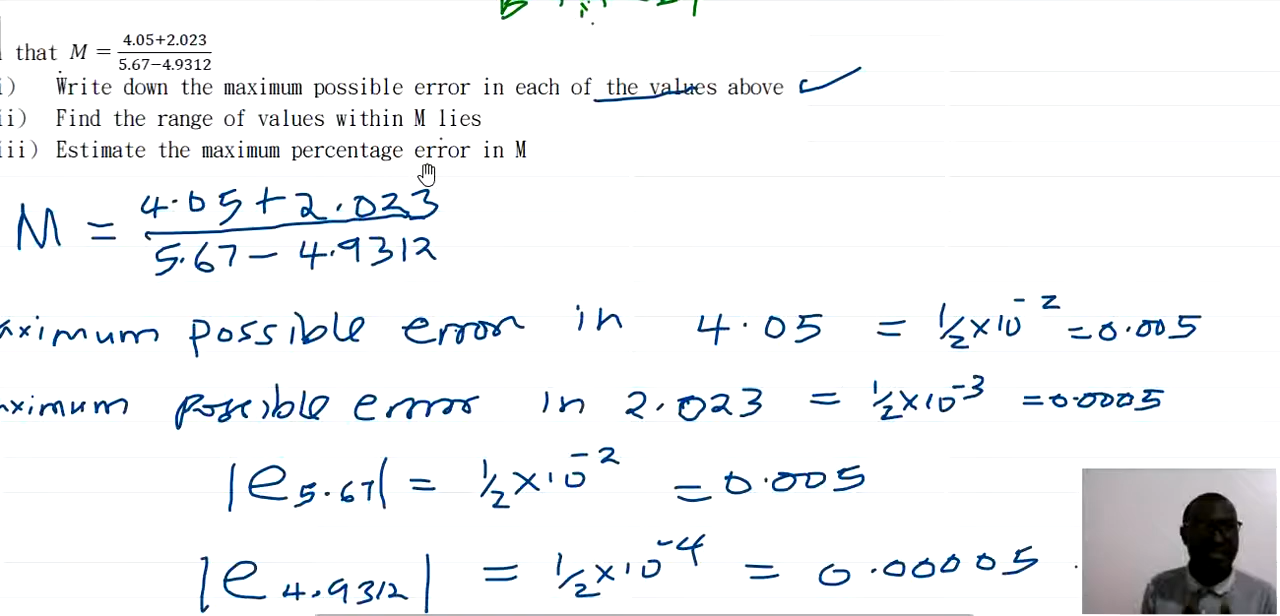 that M = 4.05+2.023 / 5.67−4.9312
i) Write down the maximum possible error in each of the values above
ii) Find the range of values within M lies
iii) Estimate the maximum percentage error in M
M = 4.05+2.023 / 5.67−4.9312
aximum possible error in 4.05 = ½×10⁻² = 0.005
aximum possible error in 2.023 = ½×10⁻³ = 0.0005
|e₅.₆₇| = ½×10⁻² = 0.005
|e₄.₉₃₁₂| = ½×10⁻⁴ = 0.00005